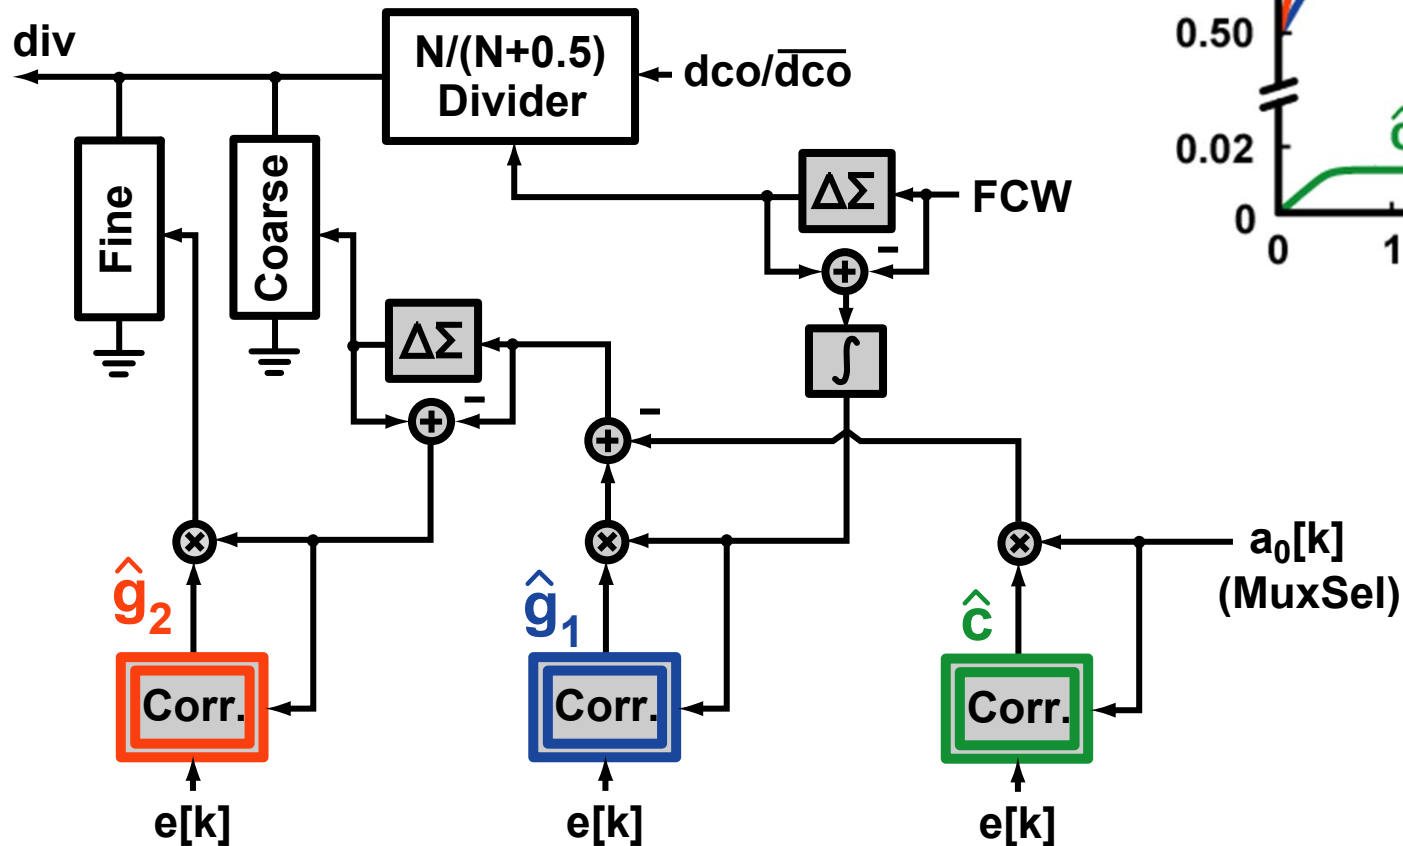 div
N/(N+0.5)
Divider
dco/d̅c̅o̅
0.50
0.02
0
0
1
ĉ
ΔΣ
FCW
Fine
Coarse
−
ΔΣ
−
∫
+
+
−
+
×
×
×
a₀[k]
(MuxSel)
ĝ₂
ĝ₁
ĉ
Corr.
Corr.
Corr.
e[k]
e[k]
e[k]